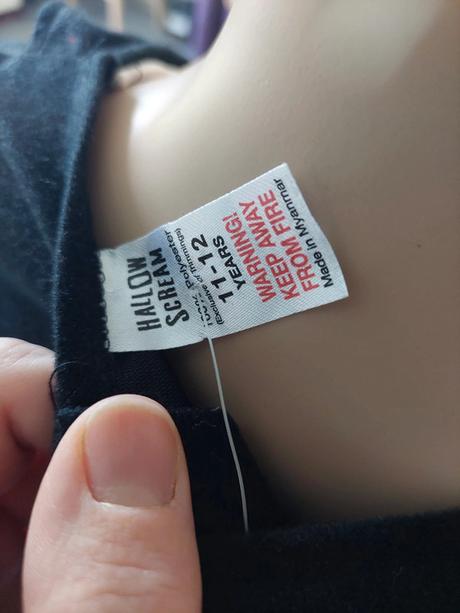 HALLOW
SCREAM
100% Polyester
(Exclusive of Trimmings)
11-12
YEARS
WARNING!
KEEP AWAY
FROM FIRE
Made in Myanmar